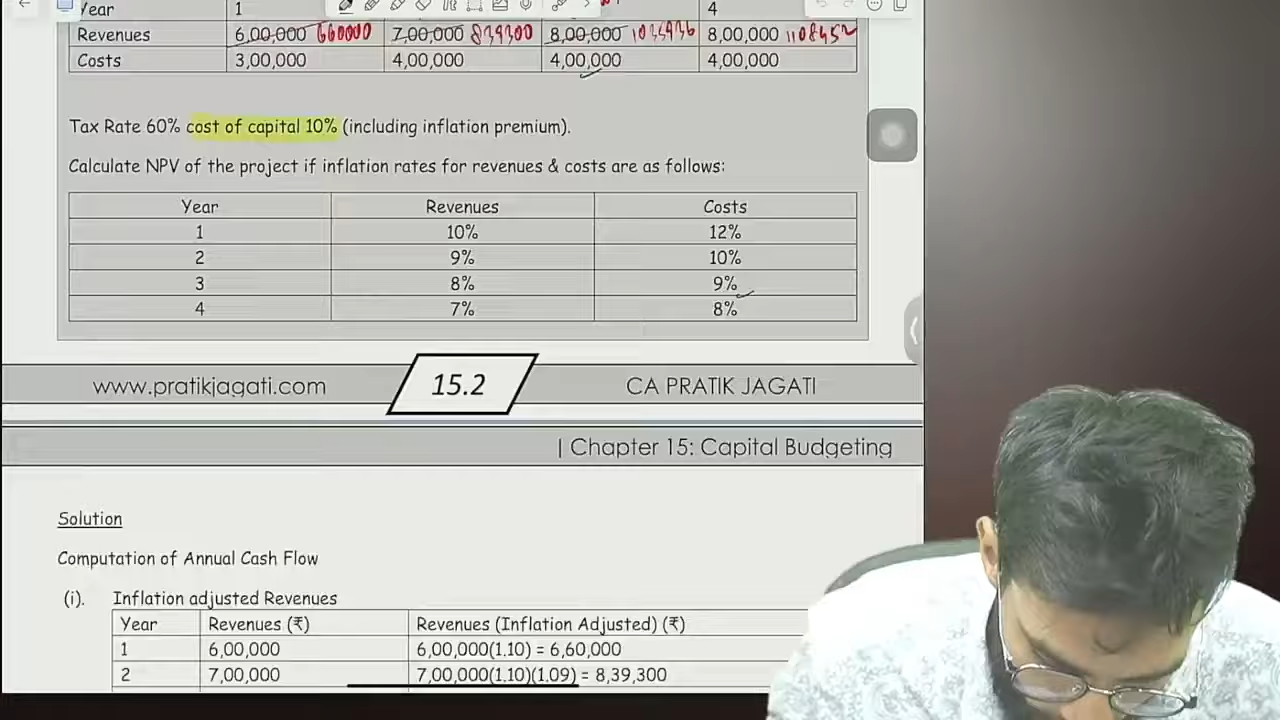 Year 1 4
Revenues 6,00,000 660000 7,00,000 839300 8,00,000 1035936 8,00,000 1108452
Costs 3,00,000 4,00,000 4,00,000 4,00,000
Tax Rate 60% cost of capital 10% (including inflation premium).
Calculate NPV of the project if inflation rates for revenues & costs are as follows:
Year Revenues Costs
1 10% 12%
2 9% 10%
3 8% 9%
4 7% 8%
www.pratikjagati.com 15.2 CA PRATIK JAGATI
| Chapter 15: Capital Budgeting
Solution
Computation of Annual Cash Flow
(i). Inflation adjusted Revenues
Year Revenues (₹) Revenues (Inflation Adjusted) (₹)
1 6,00,000 6,00,000(1.10) = 6,60,000
2 7,00,000 7,00,000(1.10)(1.09) = 8,39,300